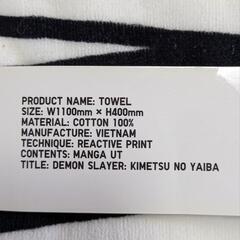 PRODUCT NAME: TOWEL
SIZE: W1100mm × H400mm
MATERIAL: COTTON 100%
MANUFACTURE: VIETNAM
TECHNIQUE: REACTIVE PRINT
CONTENTS: MANGA UT
TITLE: DEMON SLAYER: KIMETSU NO YAIBA